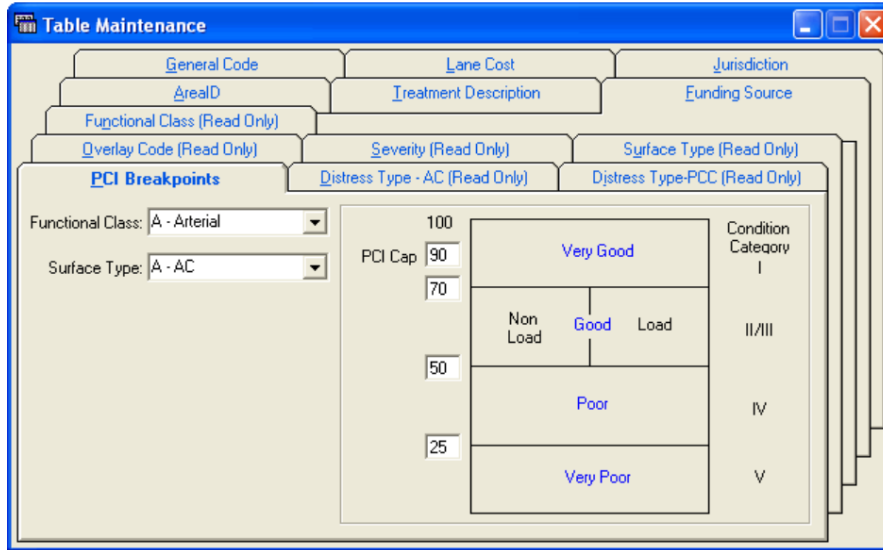 Table Maintenance
General Code
Lane Cost
Jurisdiction
AreaID
Treatment Description
Funding Source
Functional Class (Read Only)
Overlay Code (Read Only)
Severity (Read Only)
Surface Type (Read Only)
PCI Breakpoints
Distress Type - AC (Read Only)
Distress Type-PCC (Read Only)
Functional Class: A - Arterial
Surface Type: A - AC
100
PCI Cap 90
70
50
25
Very Good
Non
Load
Good
Load
Poor
Very Poor
Condition
Category
I
II/III
IV
V